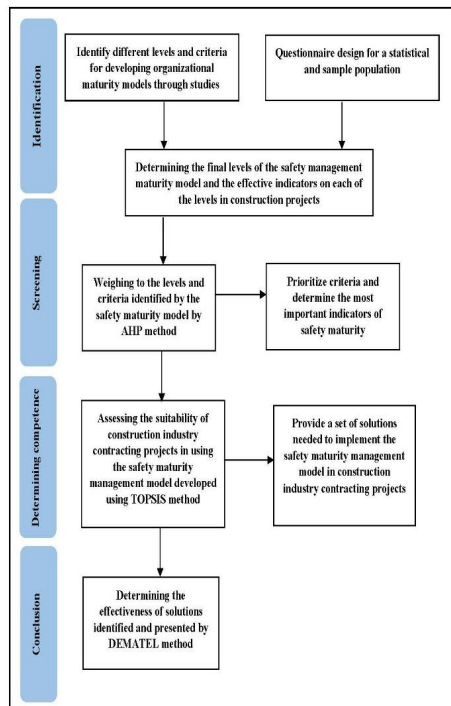 Identification
Identify different levels and criteria
for developing organizational
maturity models through studies
Questionnaire design for a statistical
and sample population
Determining the final levels of the safety management
maturity model and the effective indicators on each of
the levels in construction projects
Screening
Weighing to the levels and
criteria identified by the
safety maturity model by
AHP method
Prioritize criteria and
determine the most
important indicators of
safety maturity
Determining competence
Assessing the suitability of
construction industry
contracting projects in using
the safety maturity
management model developed
using TOPSIS method
Provide a set of solutions
needed to implement the
safety maturity management
model in construction
industry contracting projects
Conclusion
Determining the
effectiveness of solutions
identified and presented by
DEMATEL method